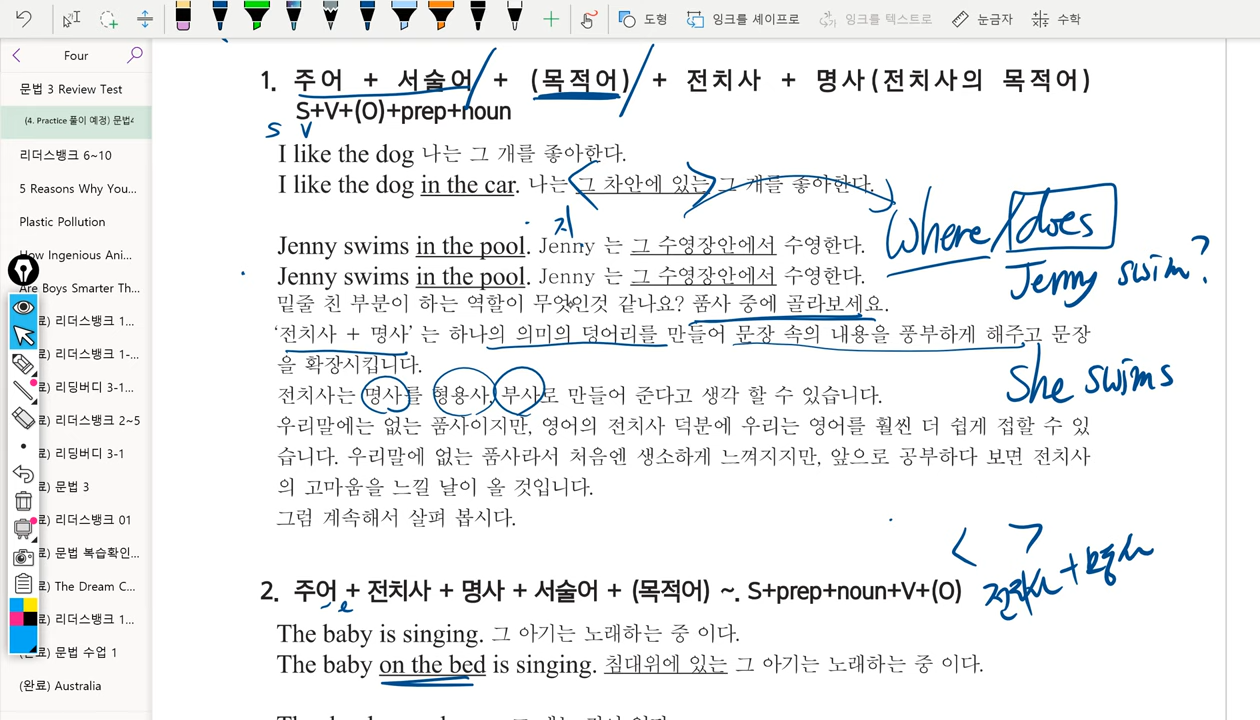 도형
잉크를 셰이프로
잉크를 텍스트로
눈금자
수학
Four
문법 3 Review Test
(4. Practice 풀이 예정) 문법4
리더스뱅크 6~10
5 Reasons Why You...
Plastic Pollution
How Ingenious Ani...
Are Boys Smarter Th...
료) 리더스뱅크 1...
료) 리더스뱅크 1-...
료) 리딩버디 3-1...
료) 리더스뱅크 2~5
료) 리딩버디 3-1
료) 문법 3
료) 리더스뱅크 01
료) 문법 복습확인...
료) The Dream C...
료) 리더스뱅크 1...
(완료) 문법 수업 1
(완료) Australia
1. 주어 + 서술어 + (목적어) + 전치사 + 명사(전치사의 목적어)
S+V+(O)+prep+noun
S V
I like the dog 나는 그 개를 좋아한다.
I like the dog in the car. 나는 그 차안에 있는 그 개를 좋아한다.
Where does
Jenny swim?
Jenny swims in the pool. Jenny 는 그 수영장안에서 수영한다.
Jenny swims in the pool. Jenny 는 그 수영장안에서 수영한다.
밑줄 친 부분이 하는 역할이 무엇인것 같나요? 품사 중에 골라보세요.
‘전치사 + 명사’ 는 하나의 의미의 덩어리를 만들어 문장 속의 내용을 풍부하게 해주고 문장
을 확장시킵니다.
She swims
전치사는 명사를 형용사, 부사로 만들어 준다고 생각 할 수 있습니다.
우리말에는 없는 품사이지만, 영어의 전치사 덕분에 우리는 영어를 훨씬 더 쉽게 접할 수 있
습니다. 우리말에 없는 품사라서 처음엔 생소하게 느껴지지만, 앞으로 공부하다 보면 전치사
의 고마움을 느낄 날이 올 것입니다.
그럼 계속해서 살펴 봅시다.
< >
전치사+명사
2. 주어 + 전치사 + 명사 + 서술어 + (목적어) ~. S+prep+noun+V+(O)
The baby is singing. 그 아기는 노래하는 중 이다.
The baby on the bed is singing. 침대위에 있는 그 아기는 노래하는 중 이다.